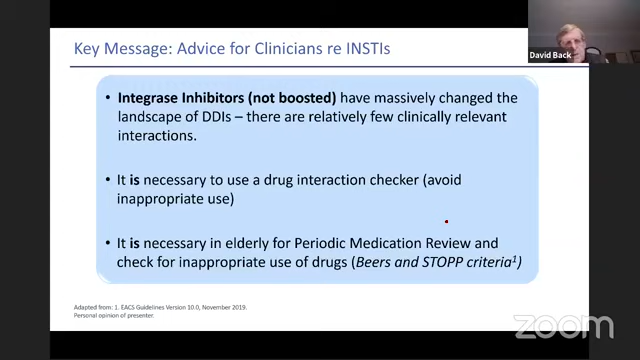 Key Message: Advice for Clinicians re INSTIs
David Back
• Integrase Inhibitors (not boosted) have massively changed the
landscape of DDIs – there are relatively few clinically relevant
interactions.
• It is necessary to use a drug interaction checker (avoid
inappropriate use)
• It is necessary in elderly for Periodic Medication Review and
check for inappropriate use of drugs (Beers and STOPP criteria¹)
Adapted from: 1. EACS Guidelines Version 10.0, November 2019.
Personal opinion of presenter.
zoom